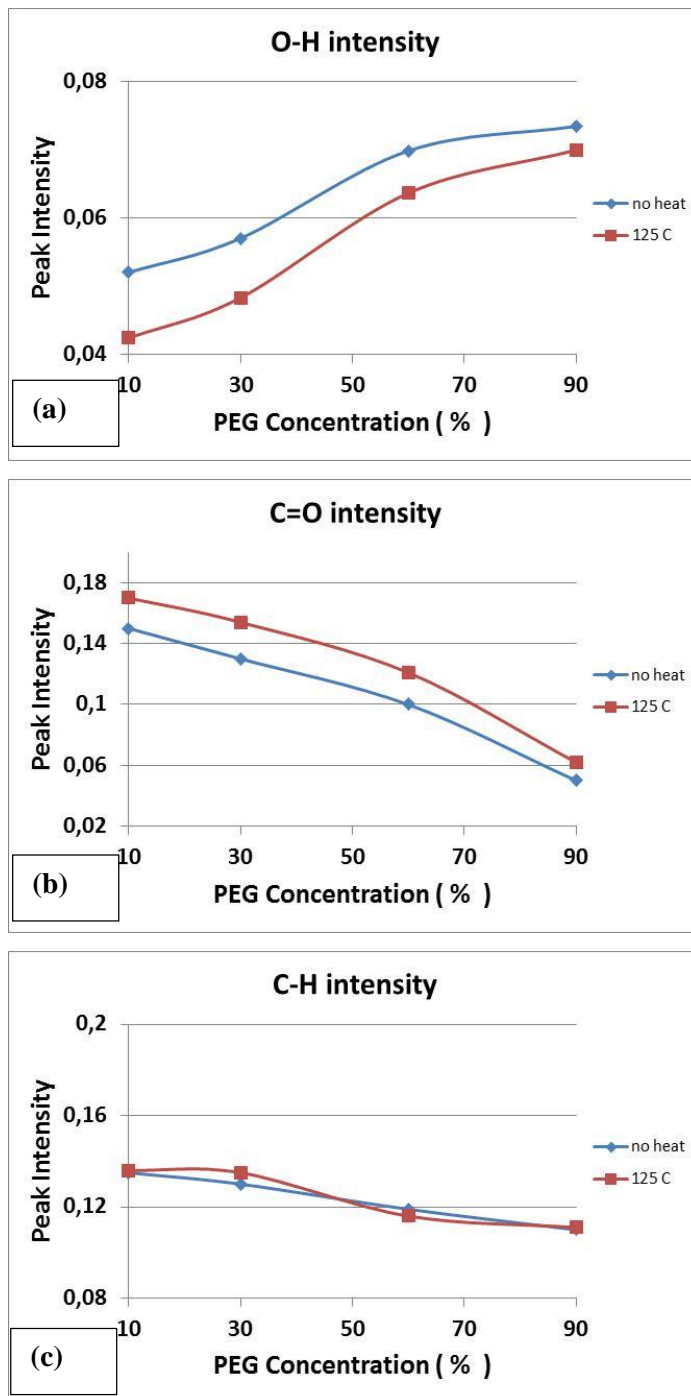 O-H intensity
0,08
0,06
0,04
Peak Intensity
10 30 50 70 90
PEG Concentration ( % )
no heat
125 C
(a)
C=O intensity
0,18
0,14
0,1
0,06
0,02
Peak Intensity
10 30 50 70 90
PEG Concentration ( % )
no heat
125 C
(b)
C-H intensity
0,2
0,16
0,12
0,08
Peak Intensity
10 30 50 70 90
PEG Concentration ( % )
no heat
125 C
(c)